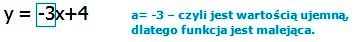 y = -3x+4
a= -3 – czyli jest wartością ujemną,
dlatego funkcja jest malejąca.